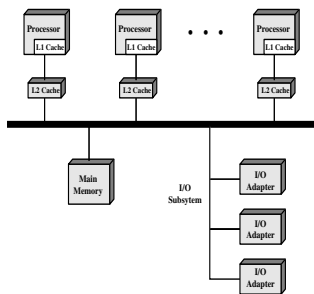 Processor
L1 Cache
Processor
L1 Cache
Processor
L1 Cache
L2 Cache
L2 Cache
L2 Cache
Main
Memory
I/O
Subsytem
I/O
Adapter
I/O
Adapter
I/O
Adapter